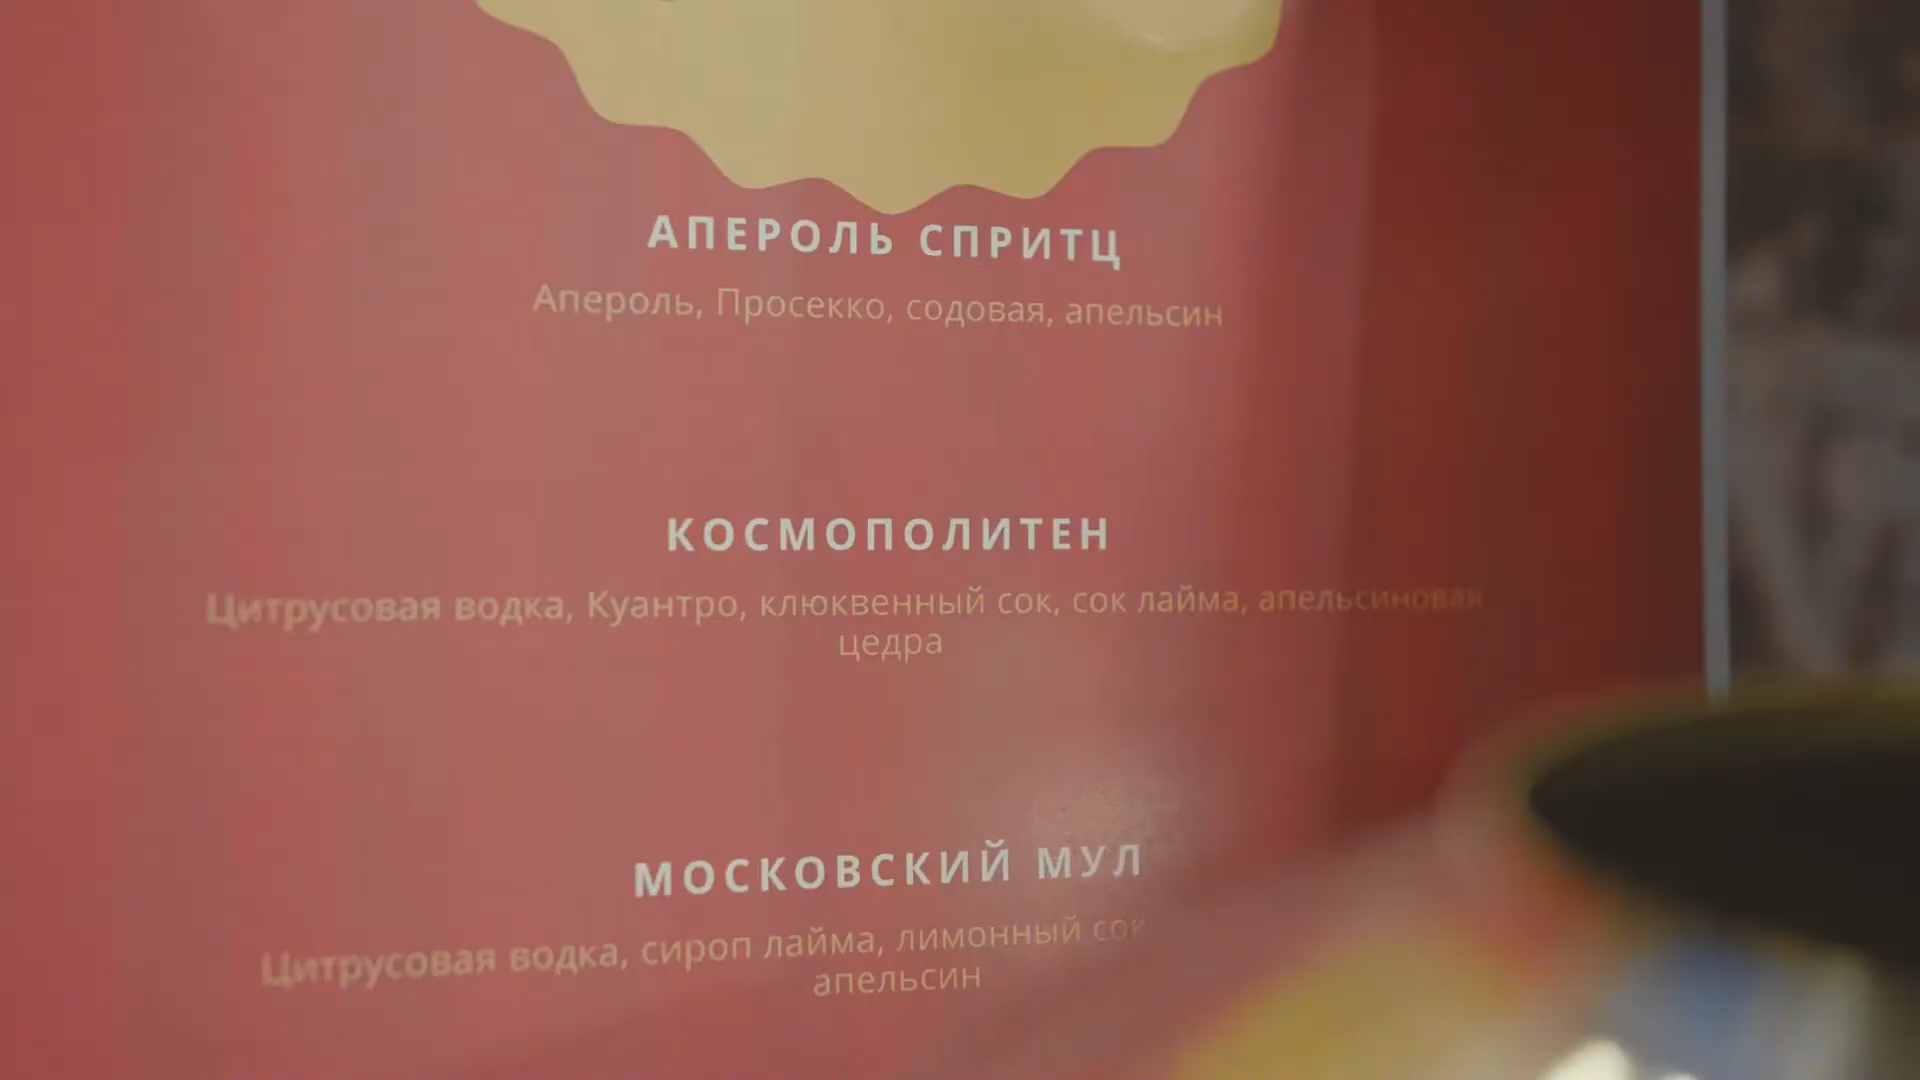 АПЕРОЛЬ СПРИТЦ
Апероль, Просекко, содовая, апельсин
КОСМОПОЛИТЕН
Цитрусовая водка, Куантро, клюквенный сок, сок лайма, апельсиновая
цедра
МОСКОВСКИЙ МУЛ
Цитрусовая водка, сироп лайма, лимонный сок
апельсин